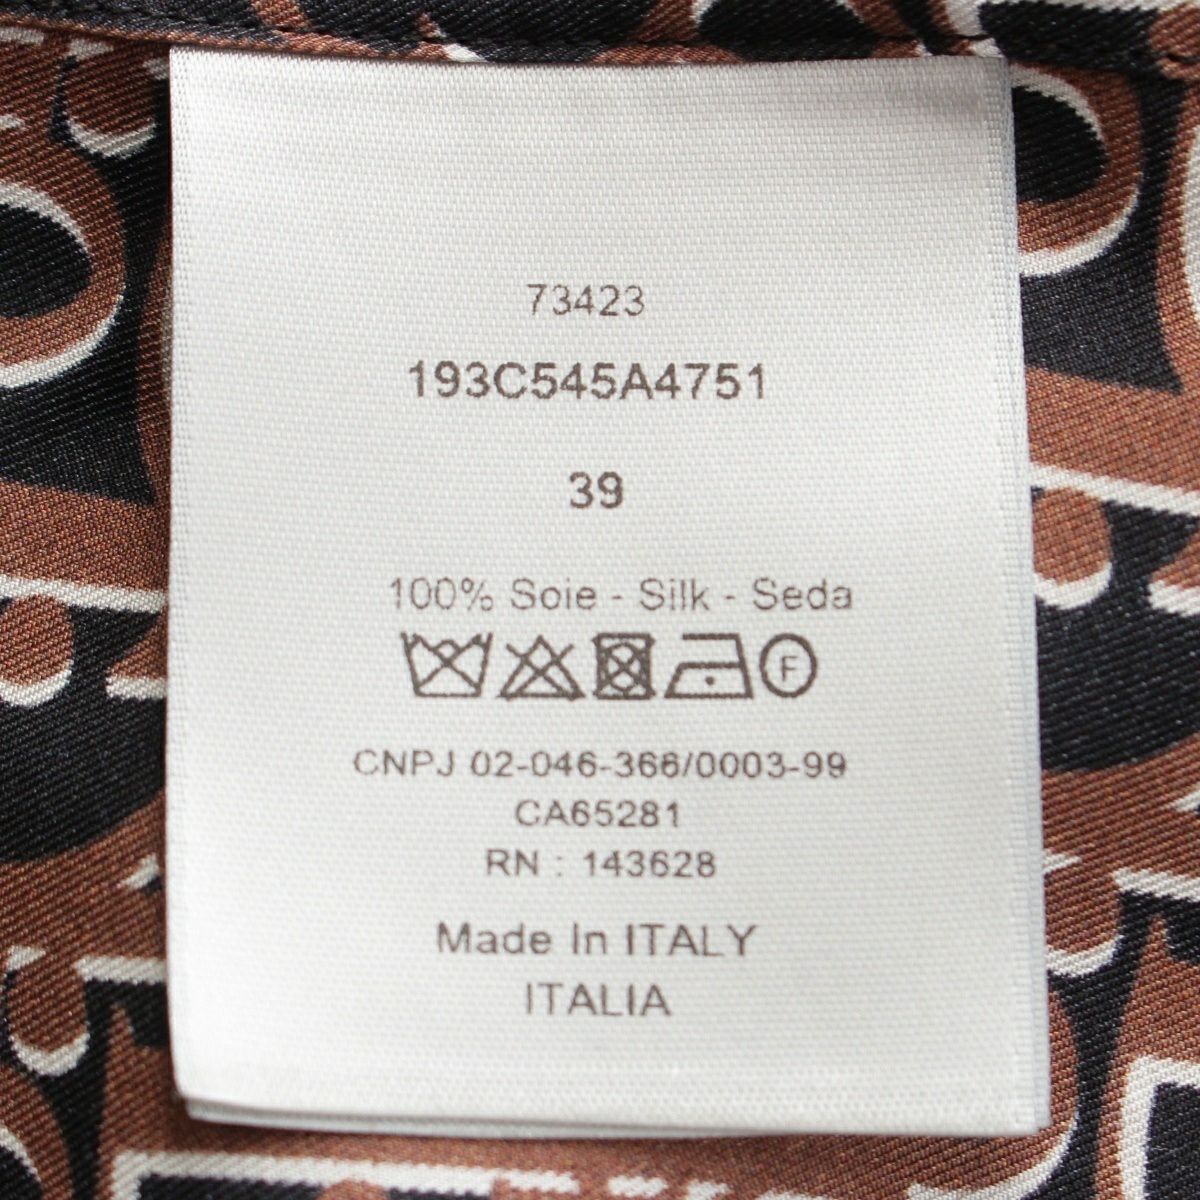 73423
193C545A4751
39
100% Soie - Silk - Seda
F
CNPJ 02-046-366/0003-99
CA65281
RN : 143628
Made In ITALY
ITALIA